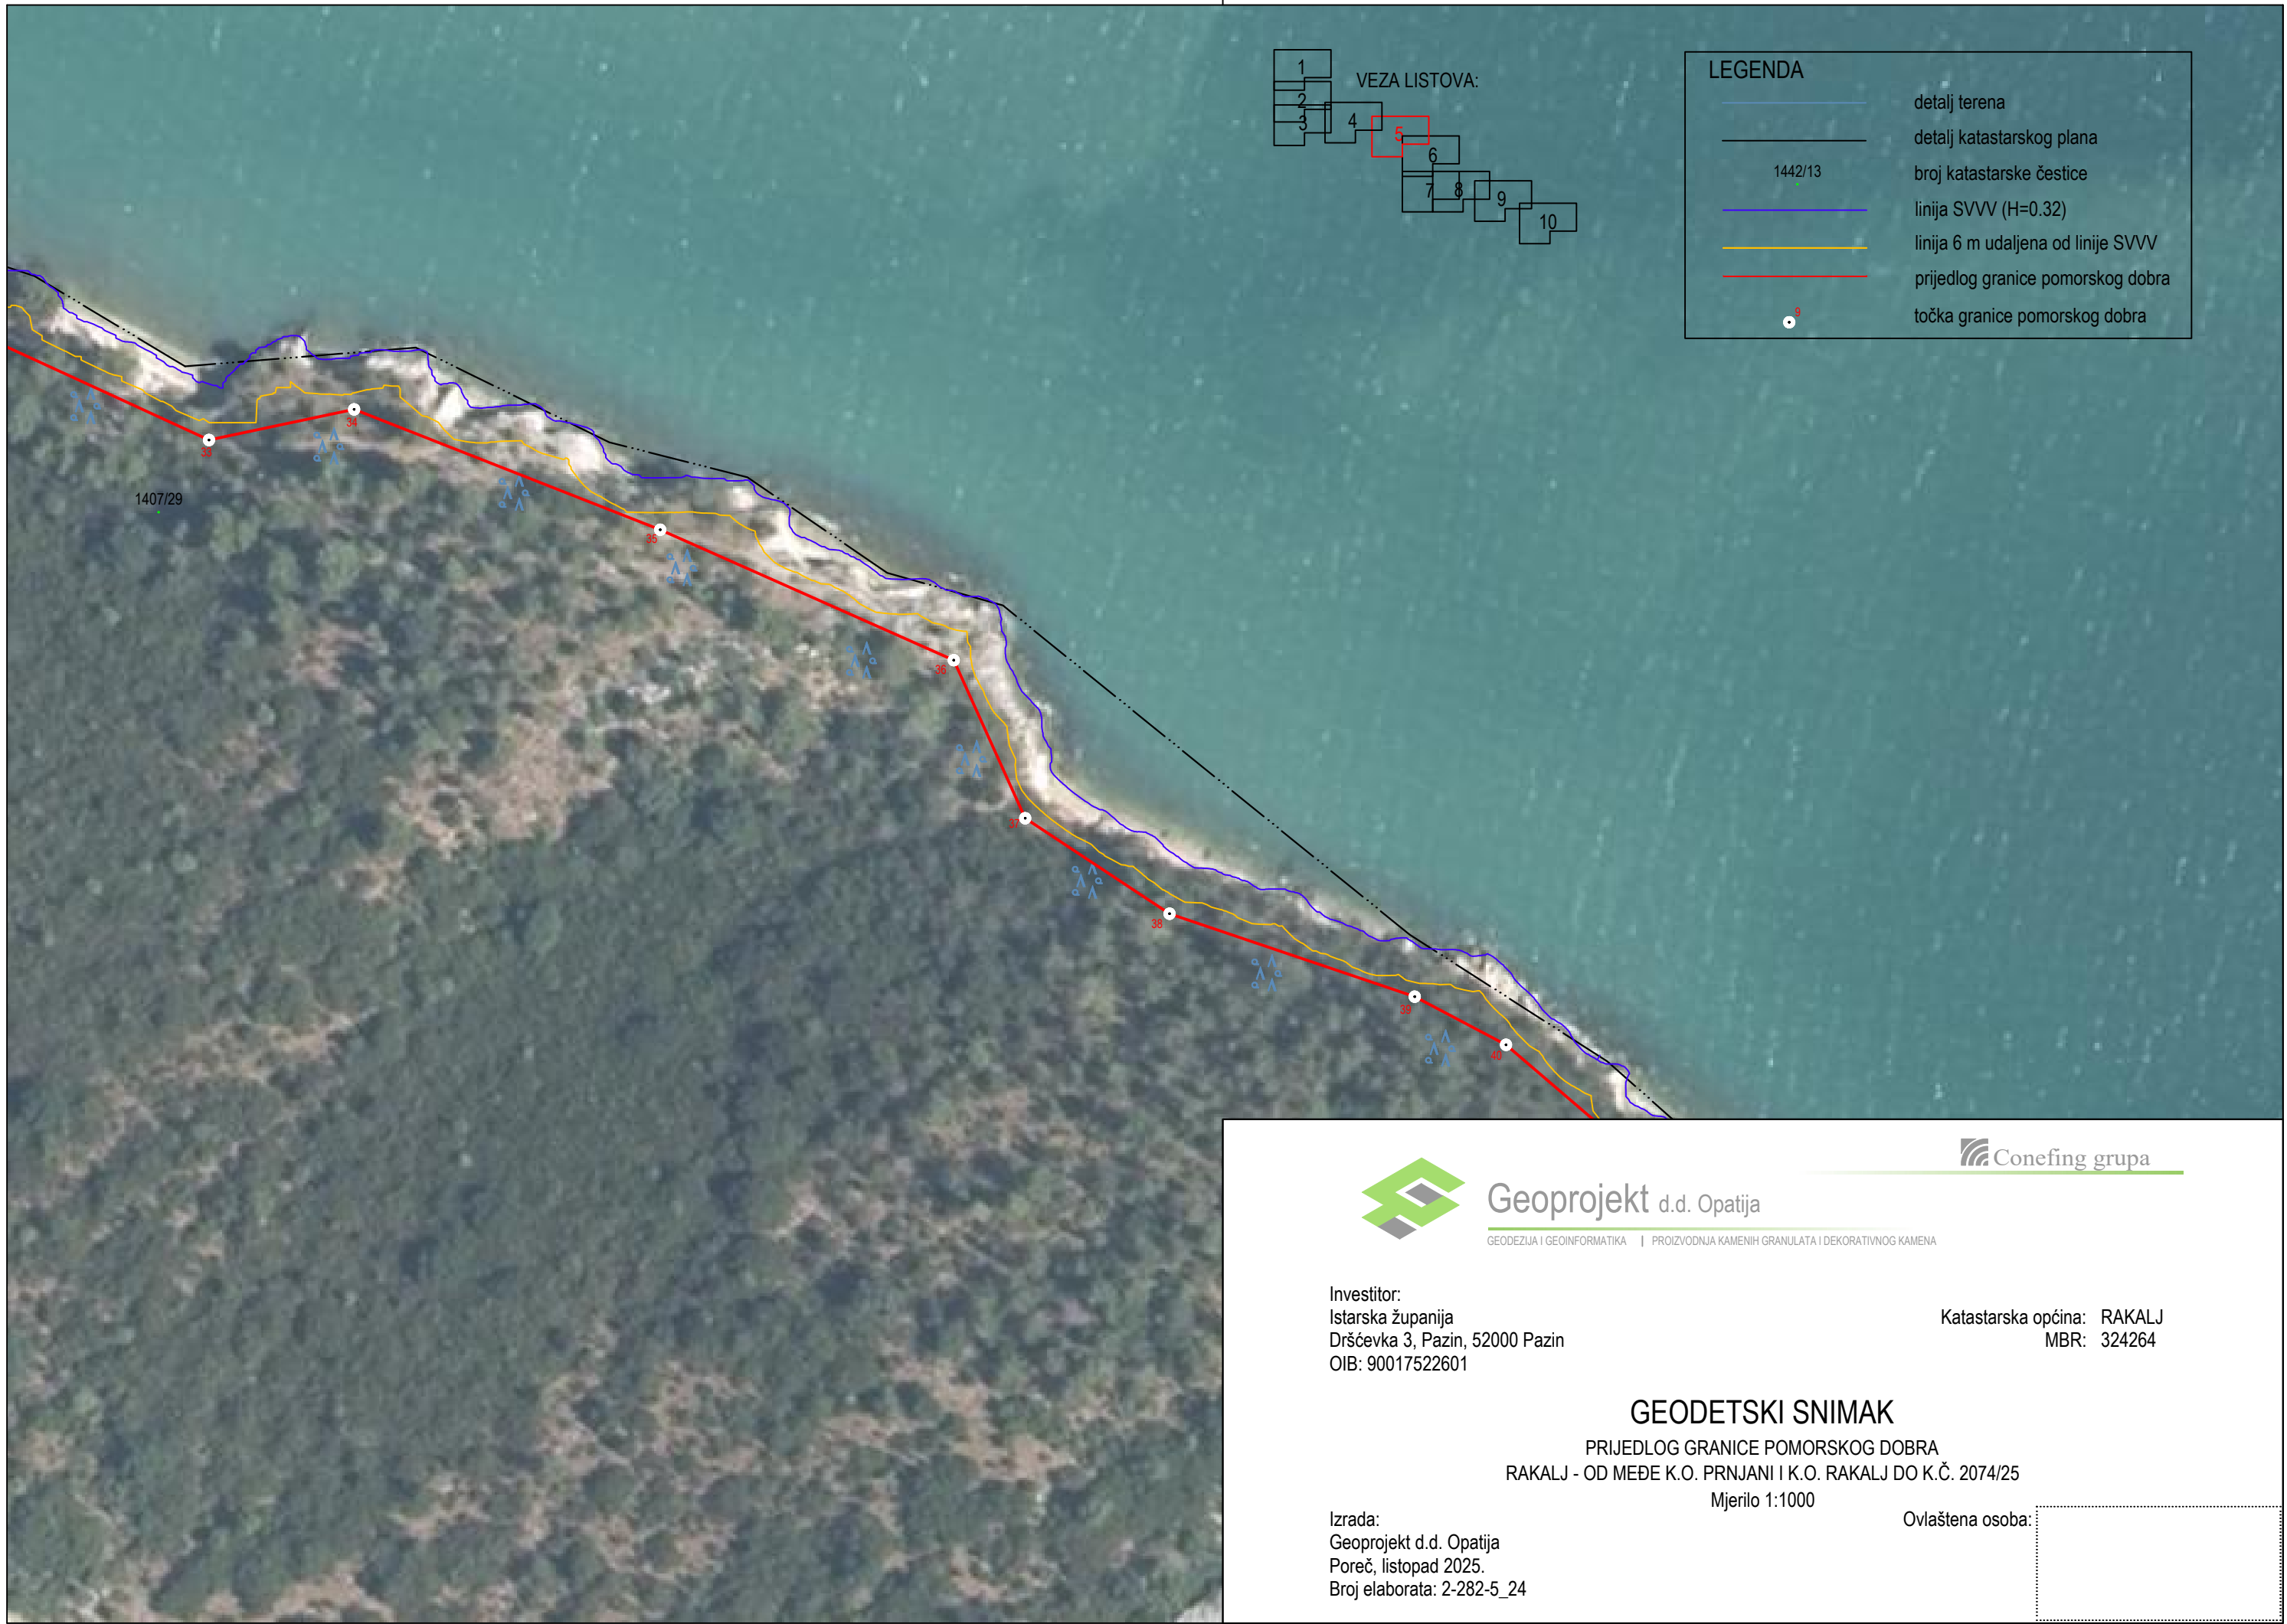 VEZA LISTOVA:
1
2
3
4
5
6
7
8
9
10
LEGENDA
detalj terena
detalj katastarskog plana
1442/13
broj katastarske čestice
linija SVVV (H=0.32)
linija 6 m udaljena od linije SVVV
prijedlog granice pomorskog dobra
9
točka granice pomorskog dobra
33
34
1407/29
35
36
37
38
39
40
Conefing grupa
Geoprojekt d.d. Opatija
GEODEZIJA I GEOINFORMATIKA | PROIZVODNJA KAMENIH GRANULATA I DEKORATIVNOG KAMENA
Investitor:
Istarska županija
Dršćevka 3, Pazin, 52000 Pazin
OIB: 90017522601
Katastarska općina: RAKALJ
MBR: 324264
GEODETSKI SNIMAK
PRIJEDLOG GRANICE POMORSKOG DOBRA
RAKALJ - OD MEĐE K.O. PRNJANI I K.O. RAKALJ DO K.Č. 2074/25
Mjerilo 1:1000
Izrada:
Geoprojekt d.d. Opatija
Poreč, listopad 2025.
Broj elaborata: 2-282-5_24
Ovlaštena osoba: